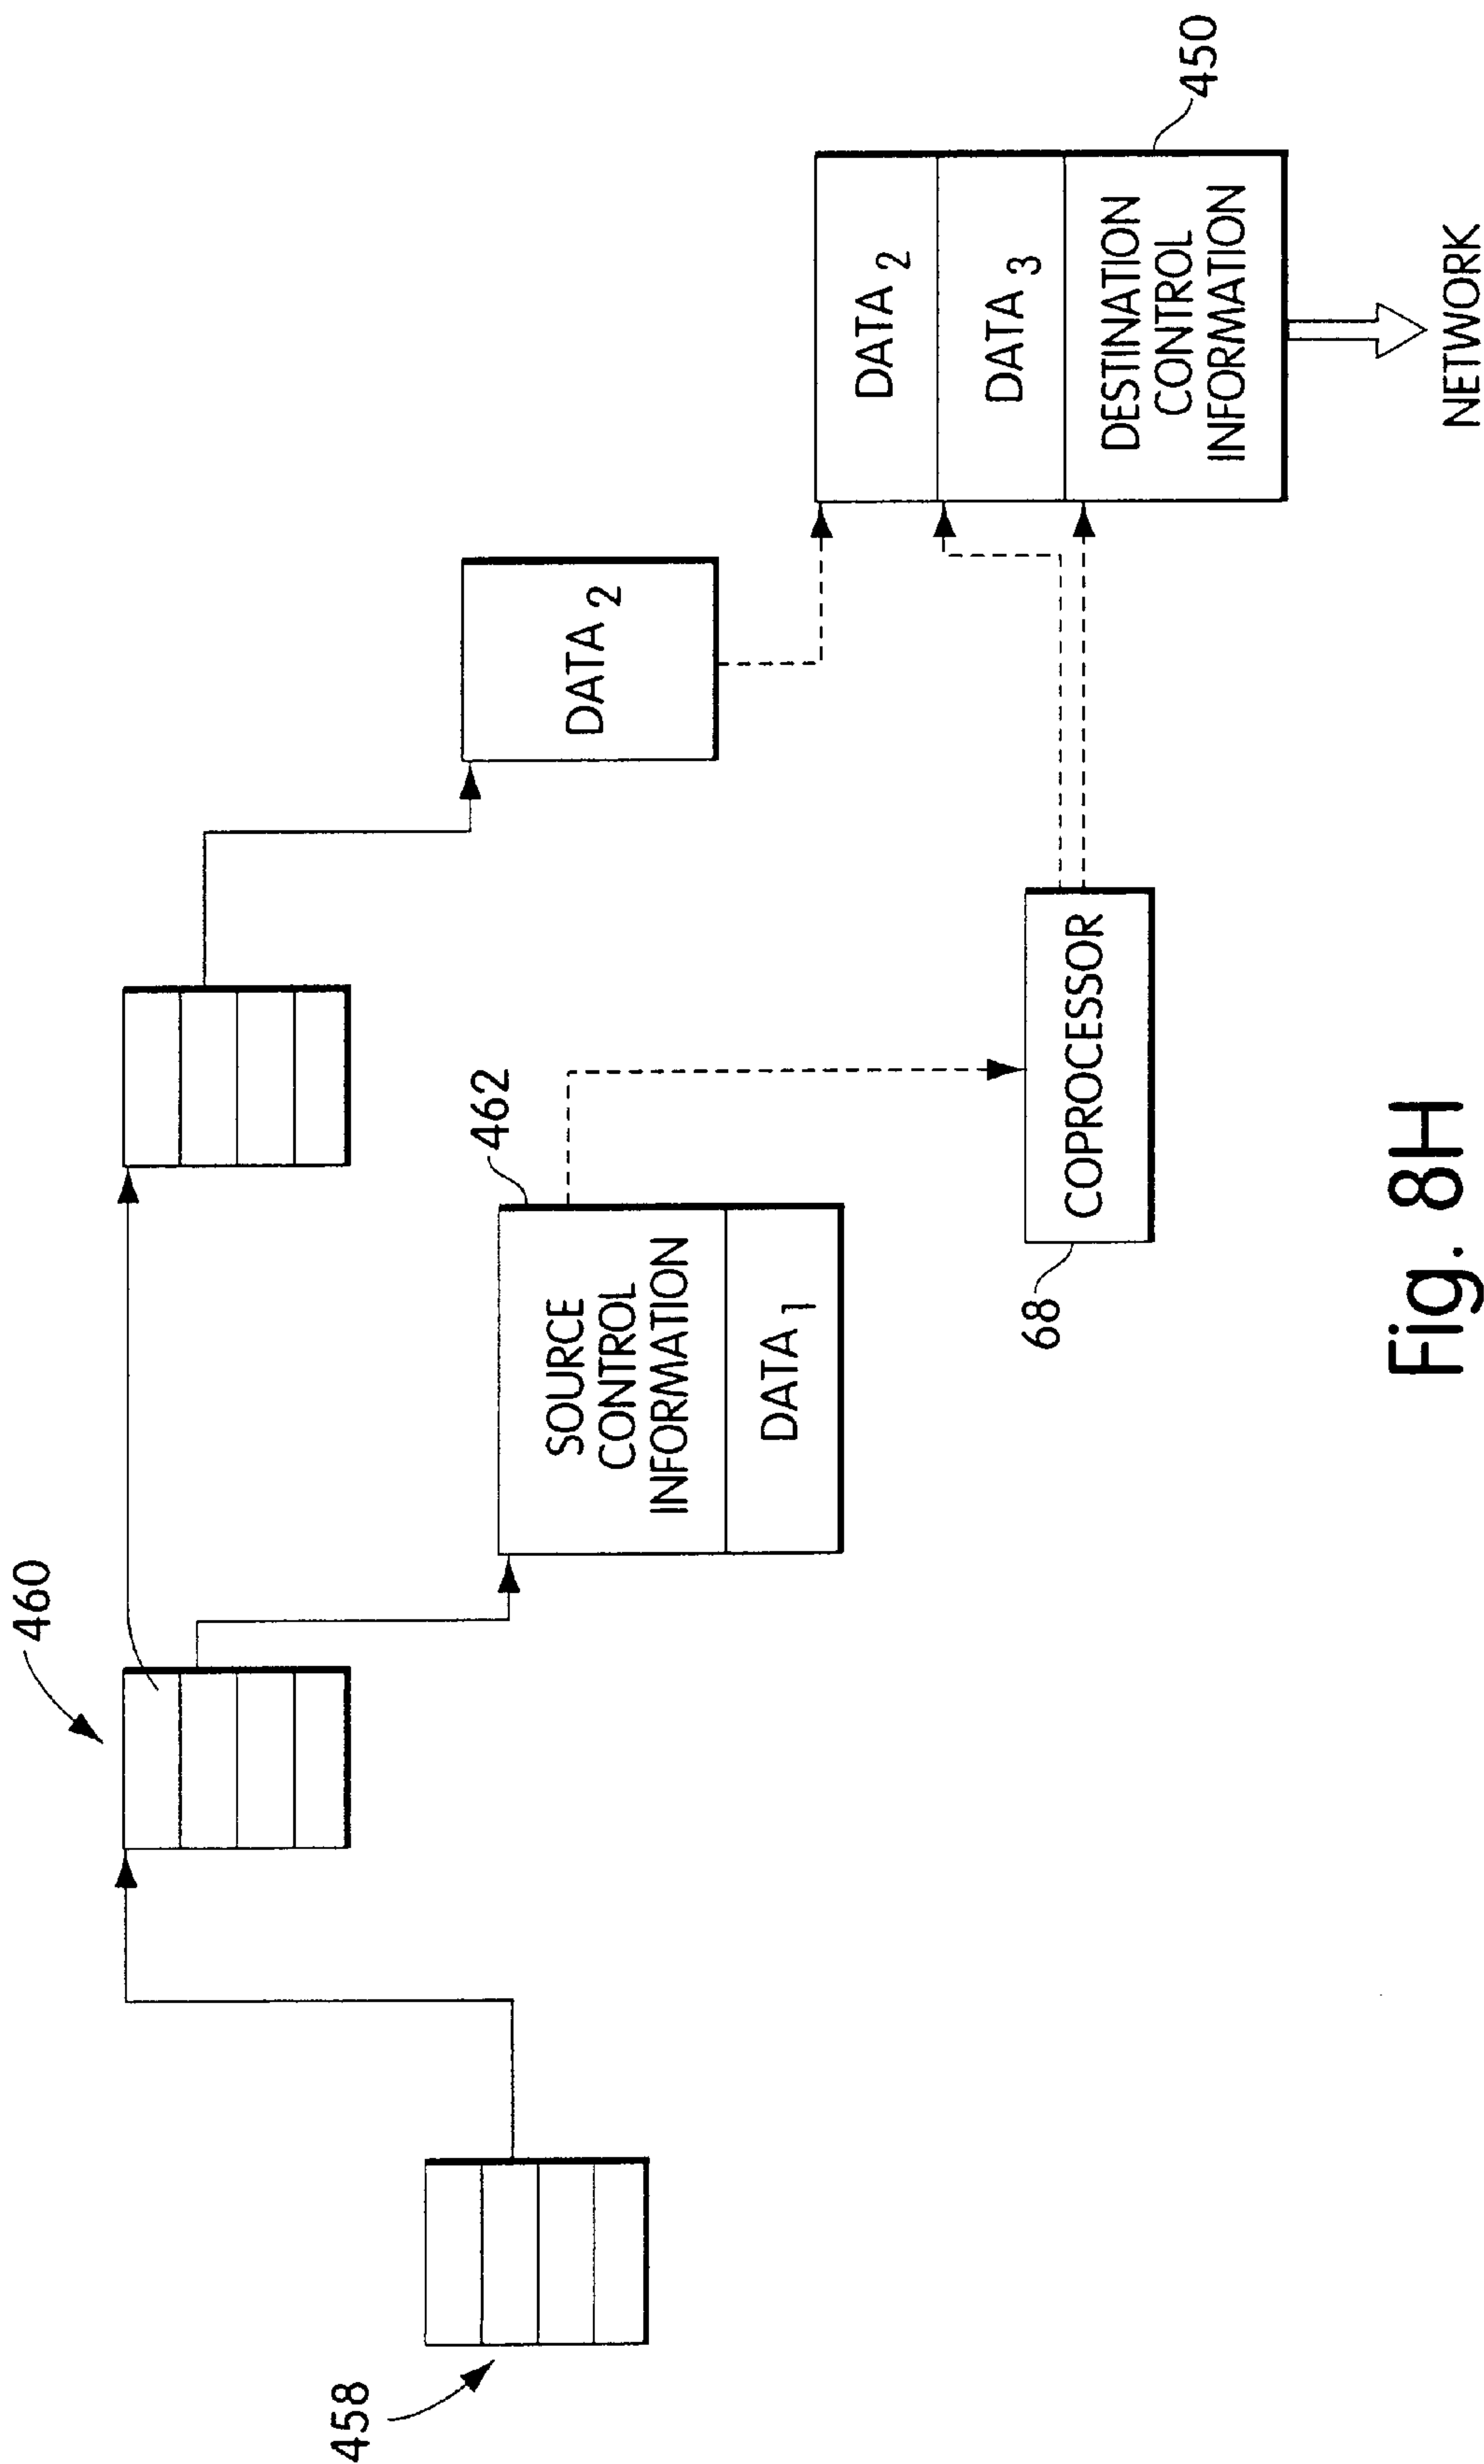 458
460
462
SOURCE
CONTROL
INFORMATION
DATA 1
DATA 2
68
COPROCESSOR
DATA 2
DATA 3
DESTINATION
CONTROL
INFORMATION
450
NETWORK
Fig. 8H